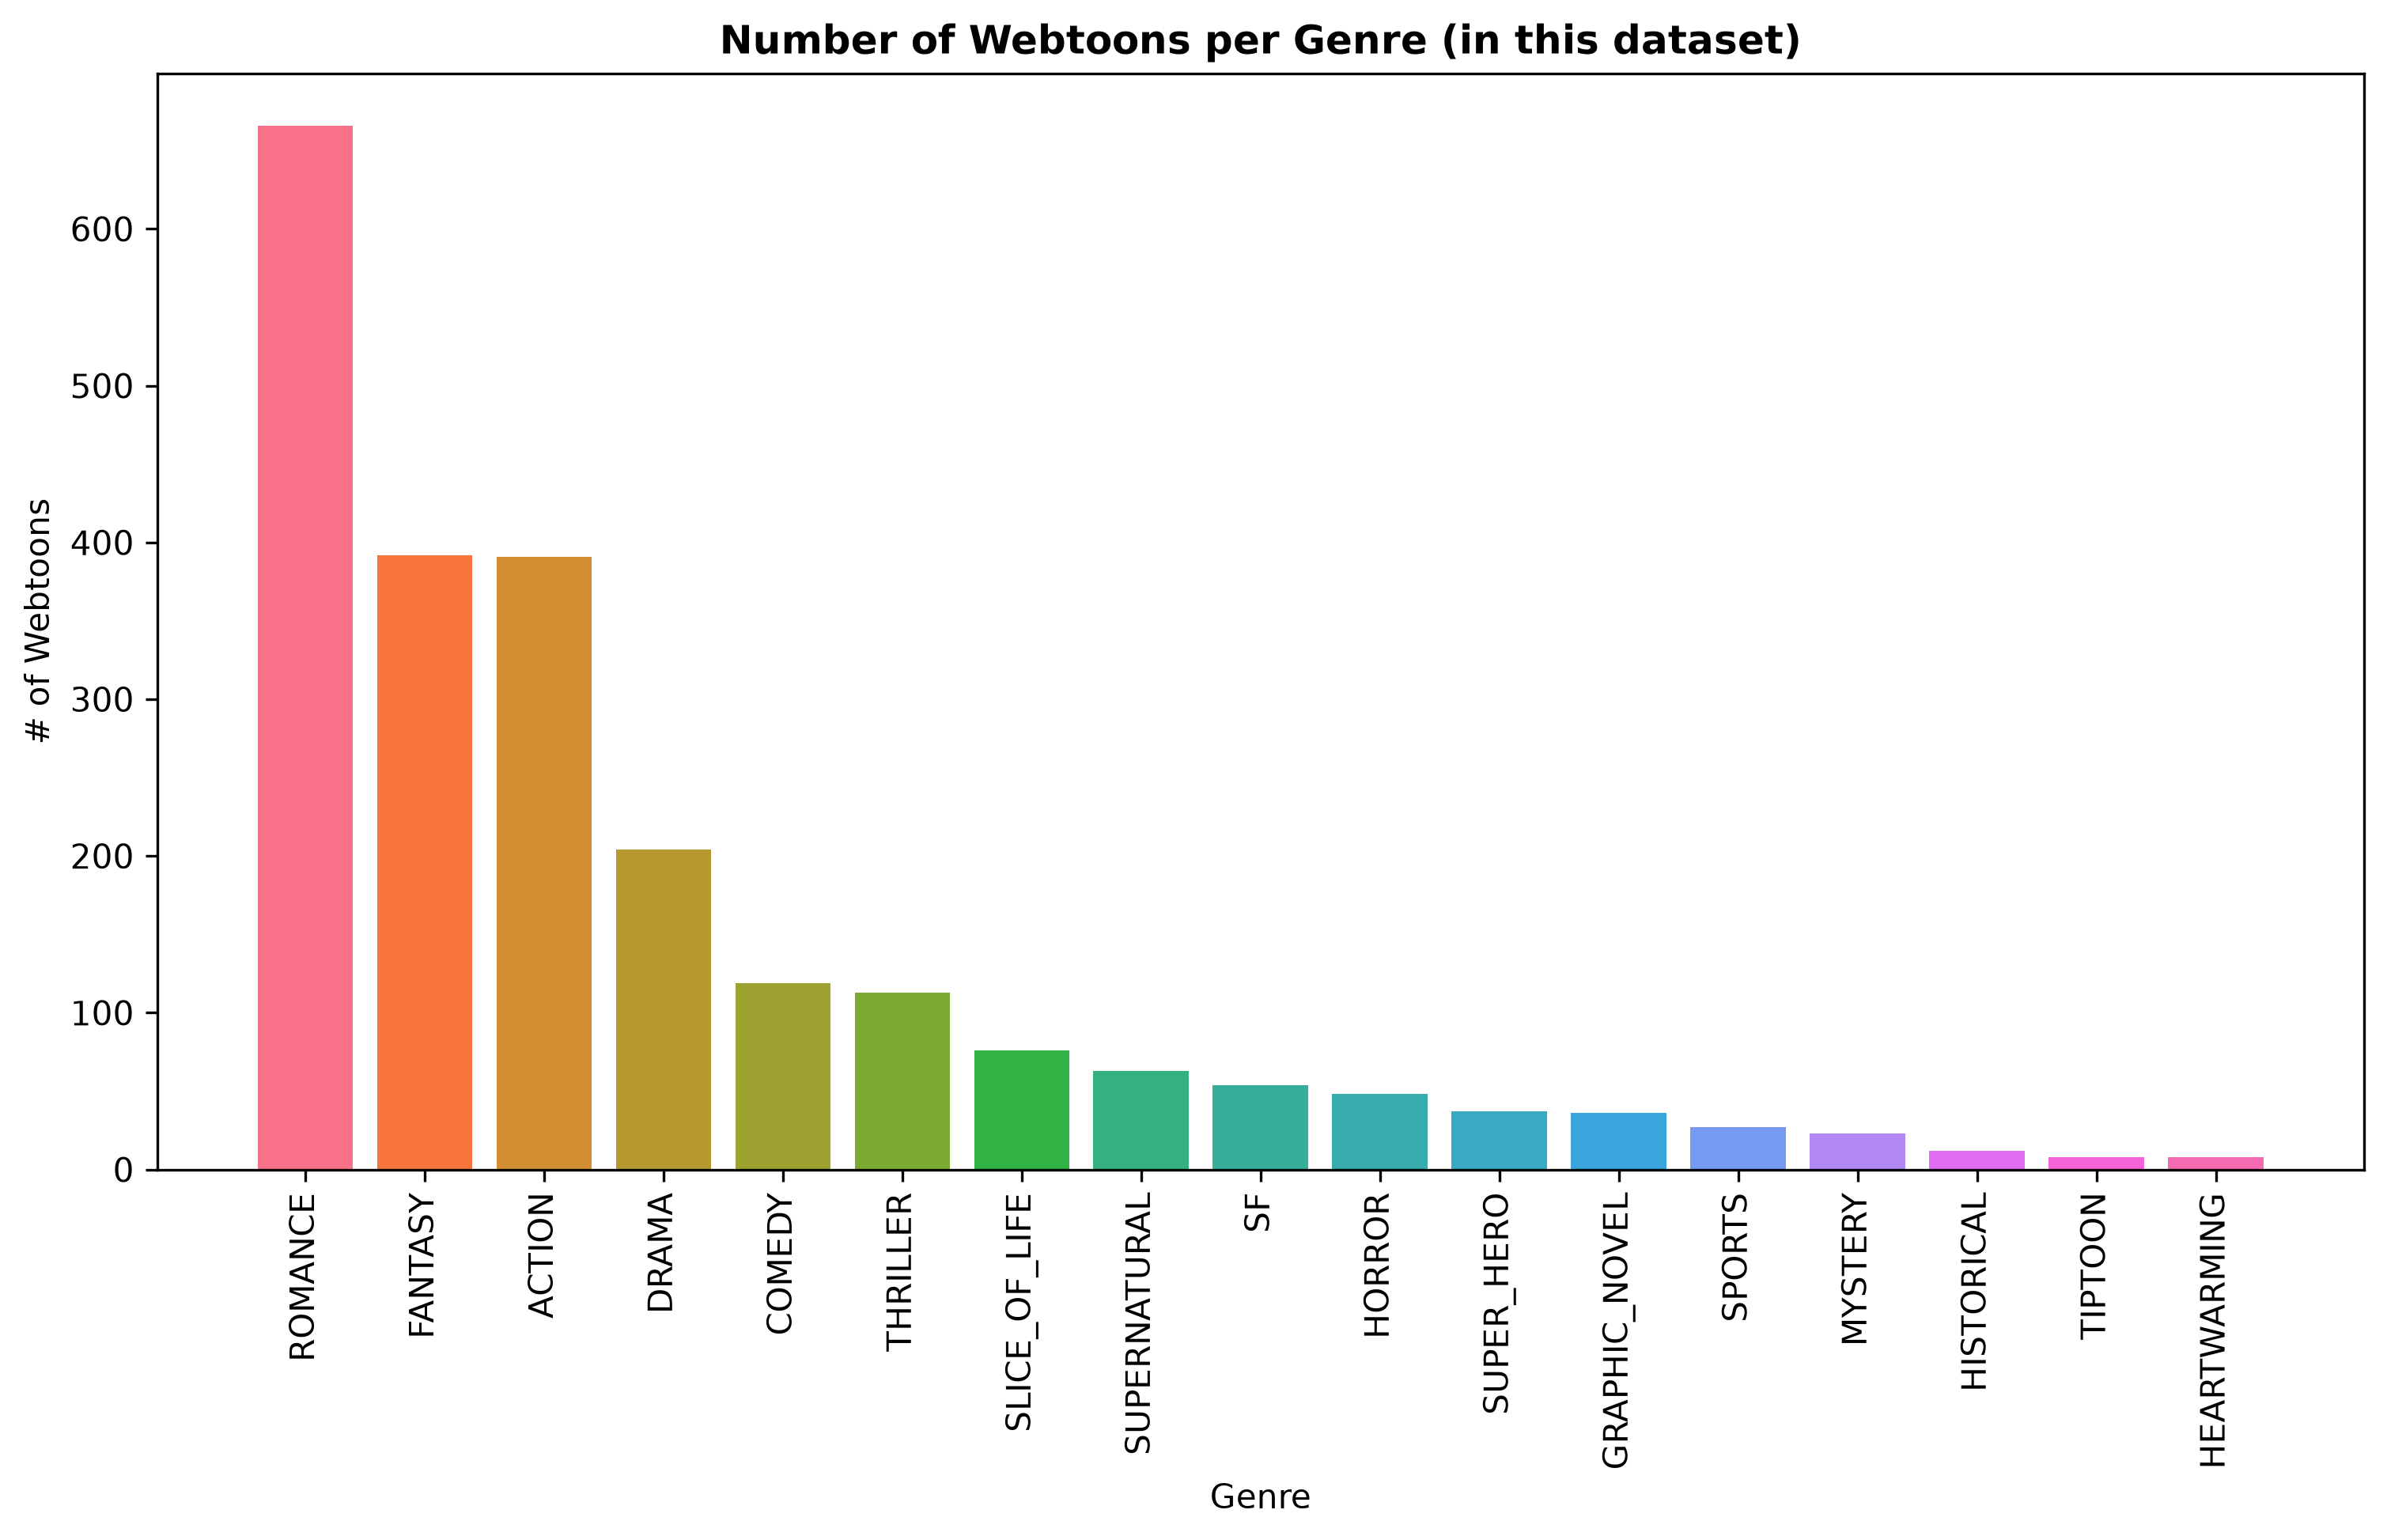 Number of Webtoons per Genre (in this dataset)
# of Webtoons
600
500
400
300
200
100
0
ROMANCE
FANTASY
ACTION
DRAMA
COMEDY
THRILLER
SLICE_OF_LIFE
SUPERNATURAL
SF
HORROR
SUPER_HERO
GRAPHIC_NOVEL
SPORTS
MYSTERY
HISTORICAL
TIPTOON
HEARTWARMING
Genre